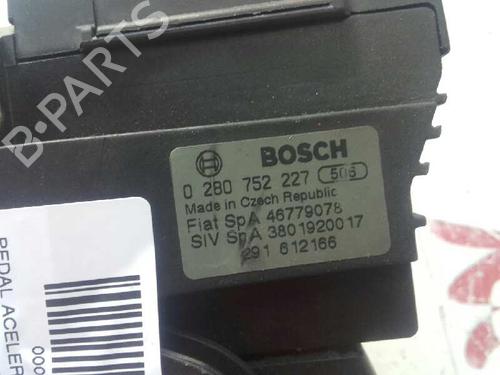 BOSCH
0 280 752 227 506
Made in Czech Republic
Fiat SpA 46779078
SIV SpA 3801920017
291 612166
B-PARTS
PEDAL ACELER
000